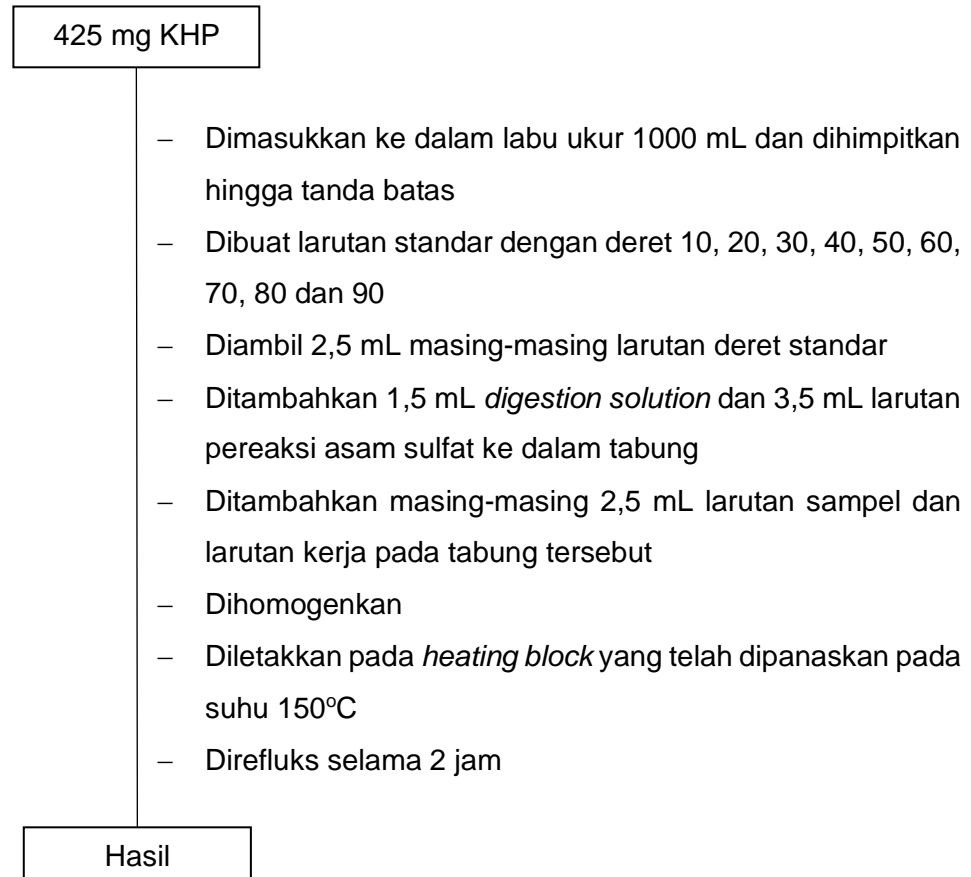 425 mg KHP
– Dimasukkan ke dalam labu ukur 1000 mL dan dihimpitkan
hingga tanda batas
– Dibuat larutan standar dengan deret 10, 20, 30, 40, 50, 60,
70, 80 dan 90
– Diambil 2,5 mL masing-masing larutan deret standar
– Ditambahkan 1,5 mL digestion solution dan 3,5 mL larutan
pereaksi asam sulfat ke dalam tabung
– Ditambahkan masing-masing 2,5 mL larutan sampel dan
larutan kerja pada tabung tersebut
– Dihomogenkan
– Diletakkan pada heating block yang telah dipanaskan pada
suhu 150°C
– Direfluks selama 2 jam
Hasil